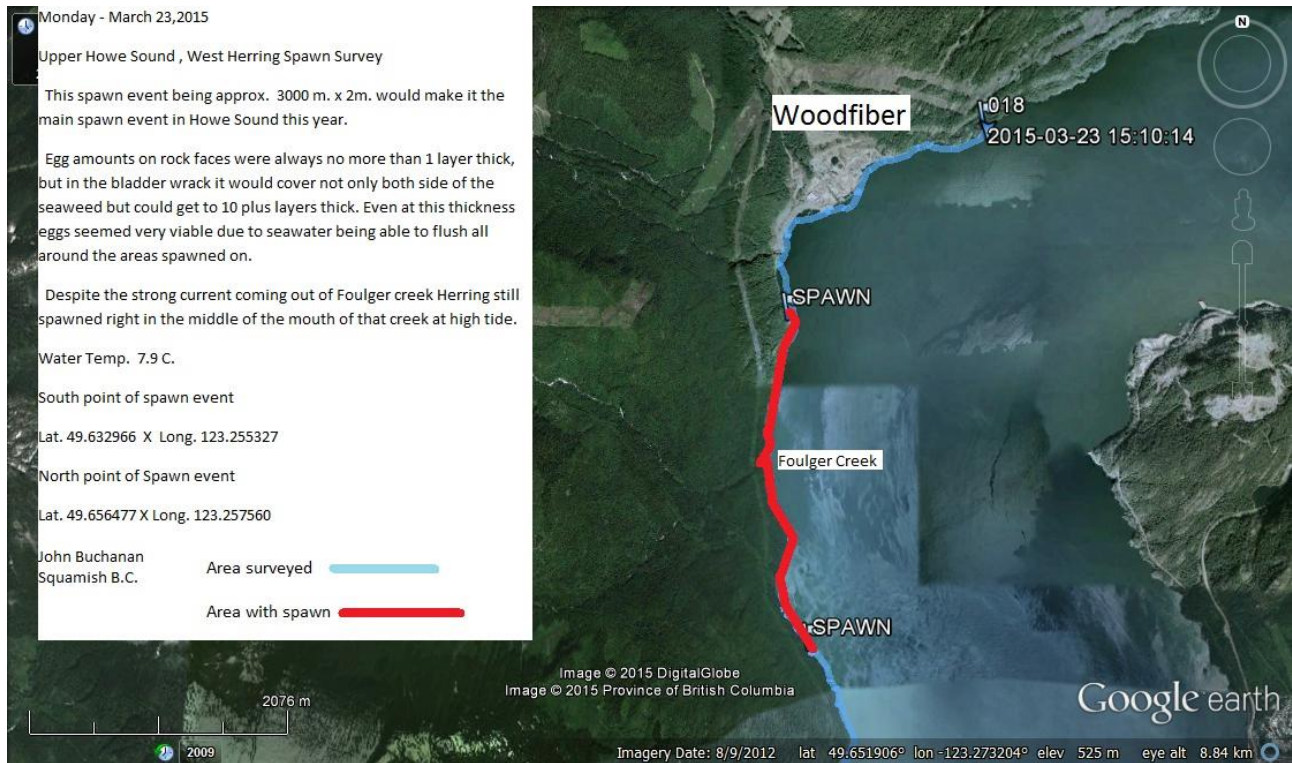 Monday - March 23,2015
Upper Howe Sound , West Herring Spawn Survey
This spawn event being approx. 3000 m. x 2m. would make it the
main spawn event in Howe Sound this year.
Egg amounts on rock faces were always no more than 1 layer thick,
but in the bladder wrack it would cover not only both side of the
seaweed but could get to 10 plus layers thick. Even at this thickness
eggs seemed very viable due to seawater being able to flush all
around the areas spawned on.
Despite the strong current coming out of Foulger creek Herring still
spawned right in the middle of the mouth of that creek at high tide.
Water Temp. 7.9 C.
South point of spawn event
Lat. 49.632966 X Long. 123.255327
North point of Spawn event
Lat. 49.656477 X Long. 123.257560
John Buchanan
Squamish B.C.
Area surveyed
Area with spawn
N
Woodfiber
018
2015-03-23 15:10:14
SPAWN
Foulger Creek
SPAWN
Image © 2015 DigitalGlobe
Image © 2015 Province of British Columbia
Google earth
2076 m
2009
Imagery Date: 8/9/2012 lat 49.651906° lon -123.273204° elev 525 m eye alt 8.84 km